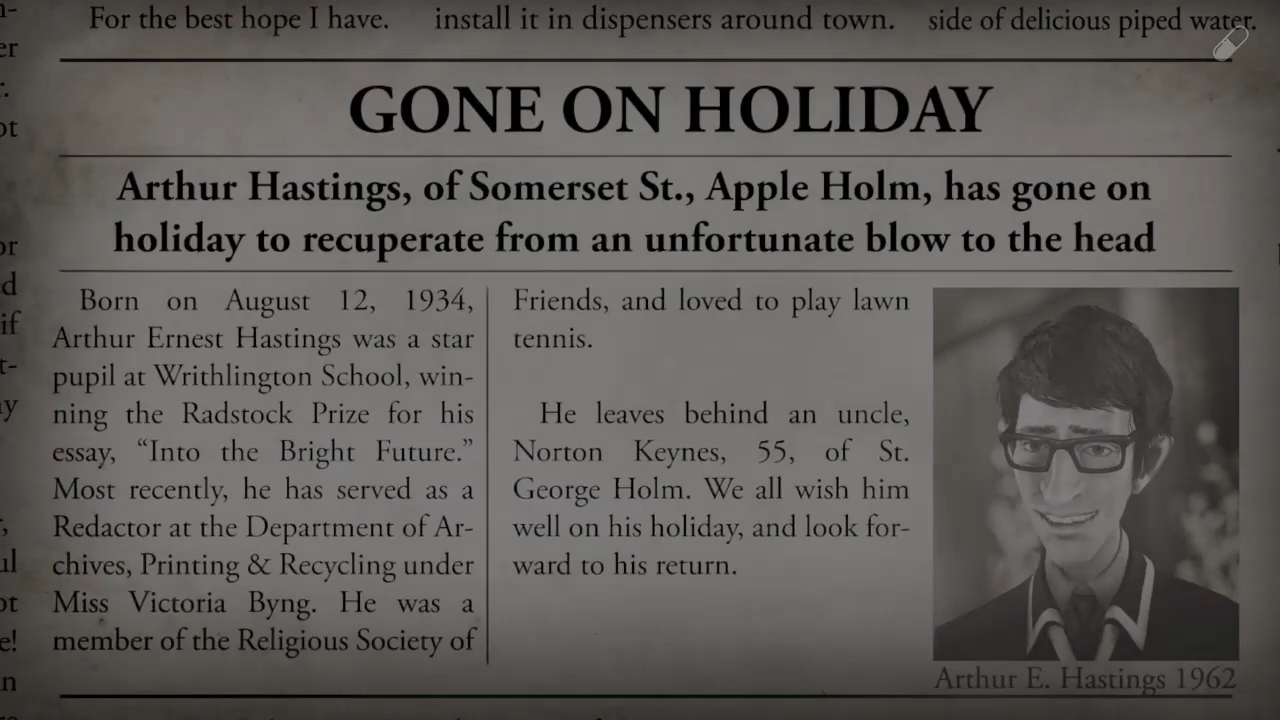 For the best hope I have.
install it in dispensers around town.
side of delicious piped water.
GONE ON HOLIDAY
Arthur Hastings, of Somerset St., Apple Holm, has gone on
holiday to recuperate from an unfortunate blow to the head
Born on August 12, 1934,
Arthur Ernest Hastings was a star
pupil at Writhlington School, win-
ning the Radstock Prize for his
essay, “Into the Bright Future.”
Most recently, he has served as a
Redactor at the Department of Ar-
chives, Printing & Recycling under
Miss Victoria Byng. He was a
member of the Religious Society of
Friends, and loved to play lawn
tennis.
He leaves behind an uncle,
Norton Keynes, 55, of St.
George Holm. We all wish him
well on his holiday, and look for-
ward to his return.
Arthur E. Hastings 1962